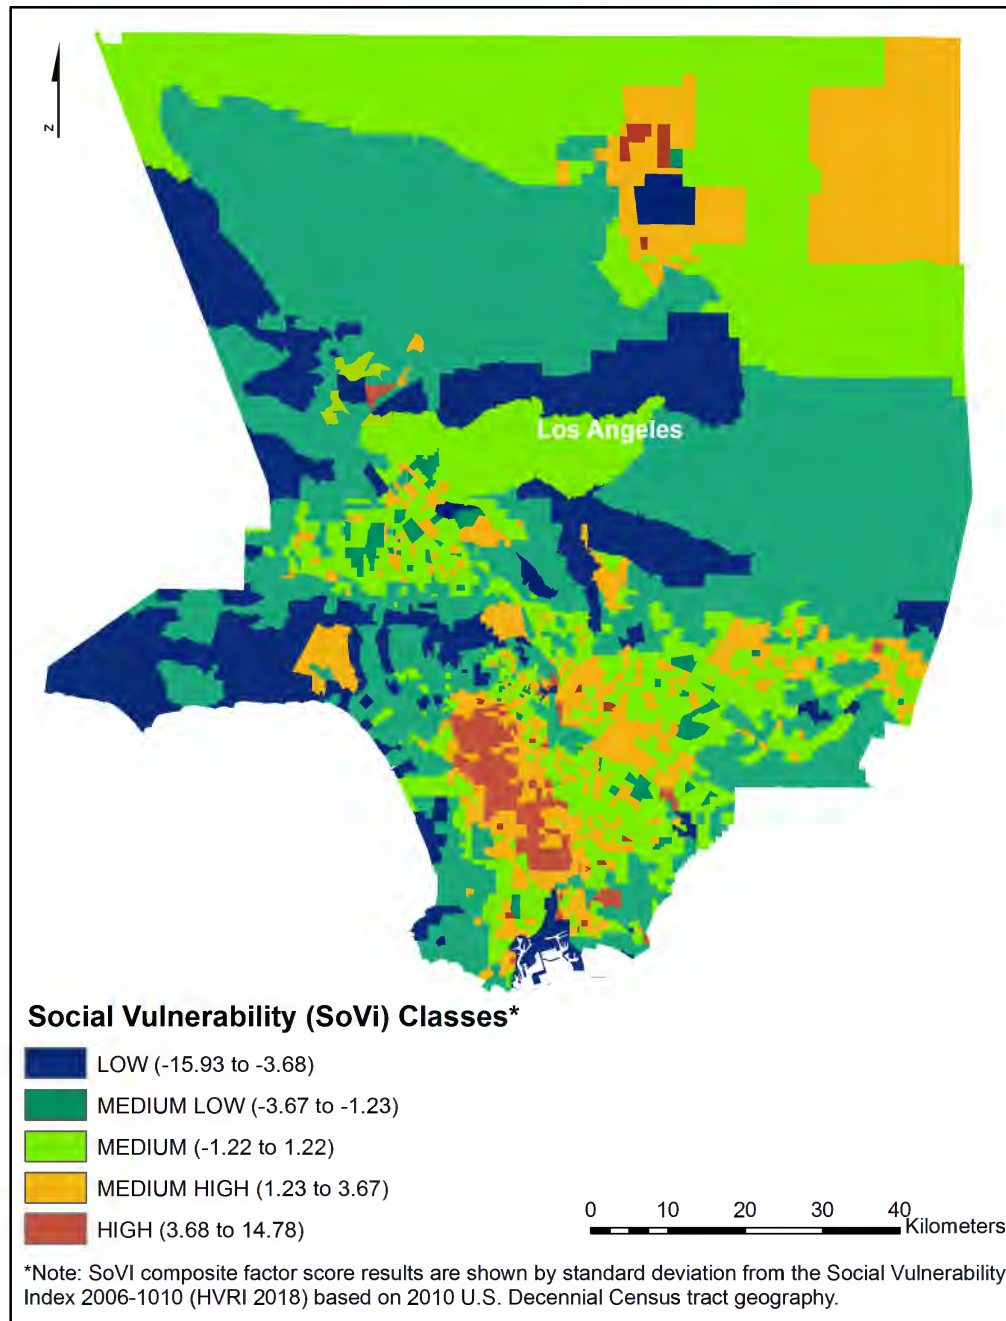 N
Los Angeles
Social Vulnerability (SoVi) Classes*
LOW (-15.93 to -3.68)
MEDIUM LOW (-3.67 to -1.23)
MEDIUM (-1.22 to 1.22)
MEDIUM HIGH (1.23 to 3.67)
HIGH (3.68 to 14.78)
0 10 20 30 40
Kilometers
*Note: SoVI composite factor score results are shown by standard deviation from the Social Vulnerability
Index 2006-1010 (HVRI 2018) based on 2010 U.S. Decennial Census tract geography.